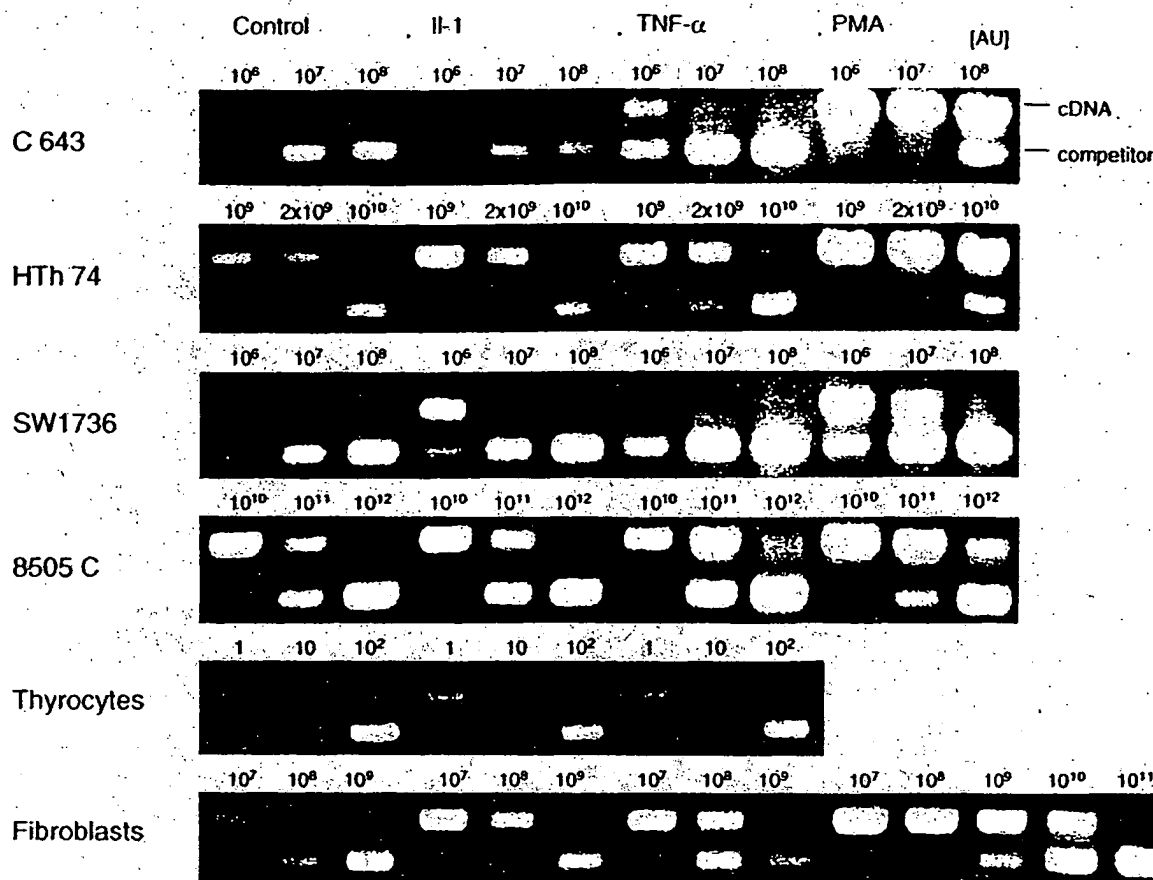 Control Il-1 TNF-α PMA [AU]
10⁶ 10⁷ 10⁸ 10⁶ 10⁷ 10⁸ 10⁶ 10⁷ 10⁸ 10⁶ 10⁷ 10⁸
C 643
cDNA
competitor
10⁹ 2x10⁹ 10¹⁰ 10⁹ 2x10⁹ 10¹⁰ 10⁹ 2x10⁹ 10¹⁰ 10⁹ 2x10⁹ 10¹⁰
HTh 74
10⁶ 10⁷ 10⁸ 10⁶ 10⁷ 10⁸ 10⁶ 10⁷ 10⁸ 10⁶ 10⁷ 10⁸
SW1736
10¹⁰ 10¹¹ 10¹² 10¹⁰ 10¹¹ 10¹² 10¹⁰ 10¹¹ 10¹² 10¹⁰ 10¹¹ 10¹²
8505 C
1 10 10² 1 10 10² 1 10 10²
Thyrocytes
10⁷ 10⁸ 10⁹ 10⁷ 10⁸ 10⁹ 10⁷ 10⁸ 10⁹ 10⁷ 10⁸ 10⁹ 10¹⁰ 10¹¹
Fibroblasts